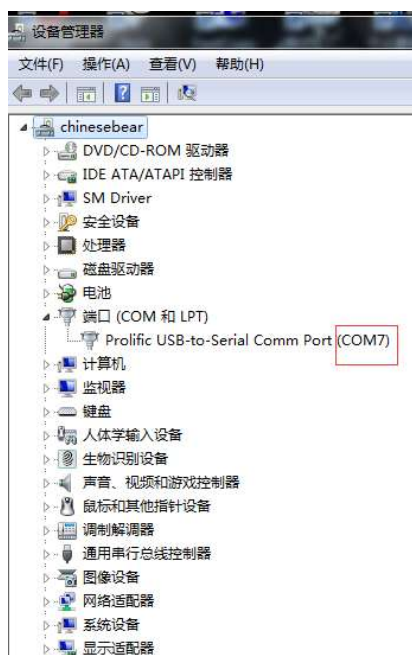 设备管理器
文件(F) 操作(A) 查看(V) 帮助(H)
chinesebear
DVD/CD-ROM 驱动器
IDE ATA/ATAPI 控制器
SM Driver
安全设备
处理器
磁盘驱动器
电池
端口 (COM 和 LPT)
Prolific USB-to-Serial Comm Port (COM7)
计算机
监视器
键盘
人体学输入设备
生物识别设备
声音、视频和游戏控制器
鼠标和其他指针设备
调制解调器
通用串行总线控制器
图像设备
网络适配器
系统设备
显示适配器